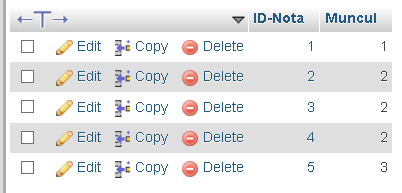 ID-Nota Muncul
Edit Copy Delete 1 1
Edit Copy Delete 2 2
Edit Copy Delete 3 2
Edit Copy Delete 4 2
Edit Copy Delete 5 3